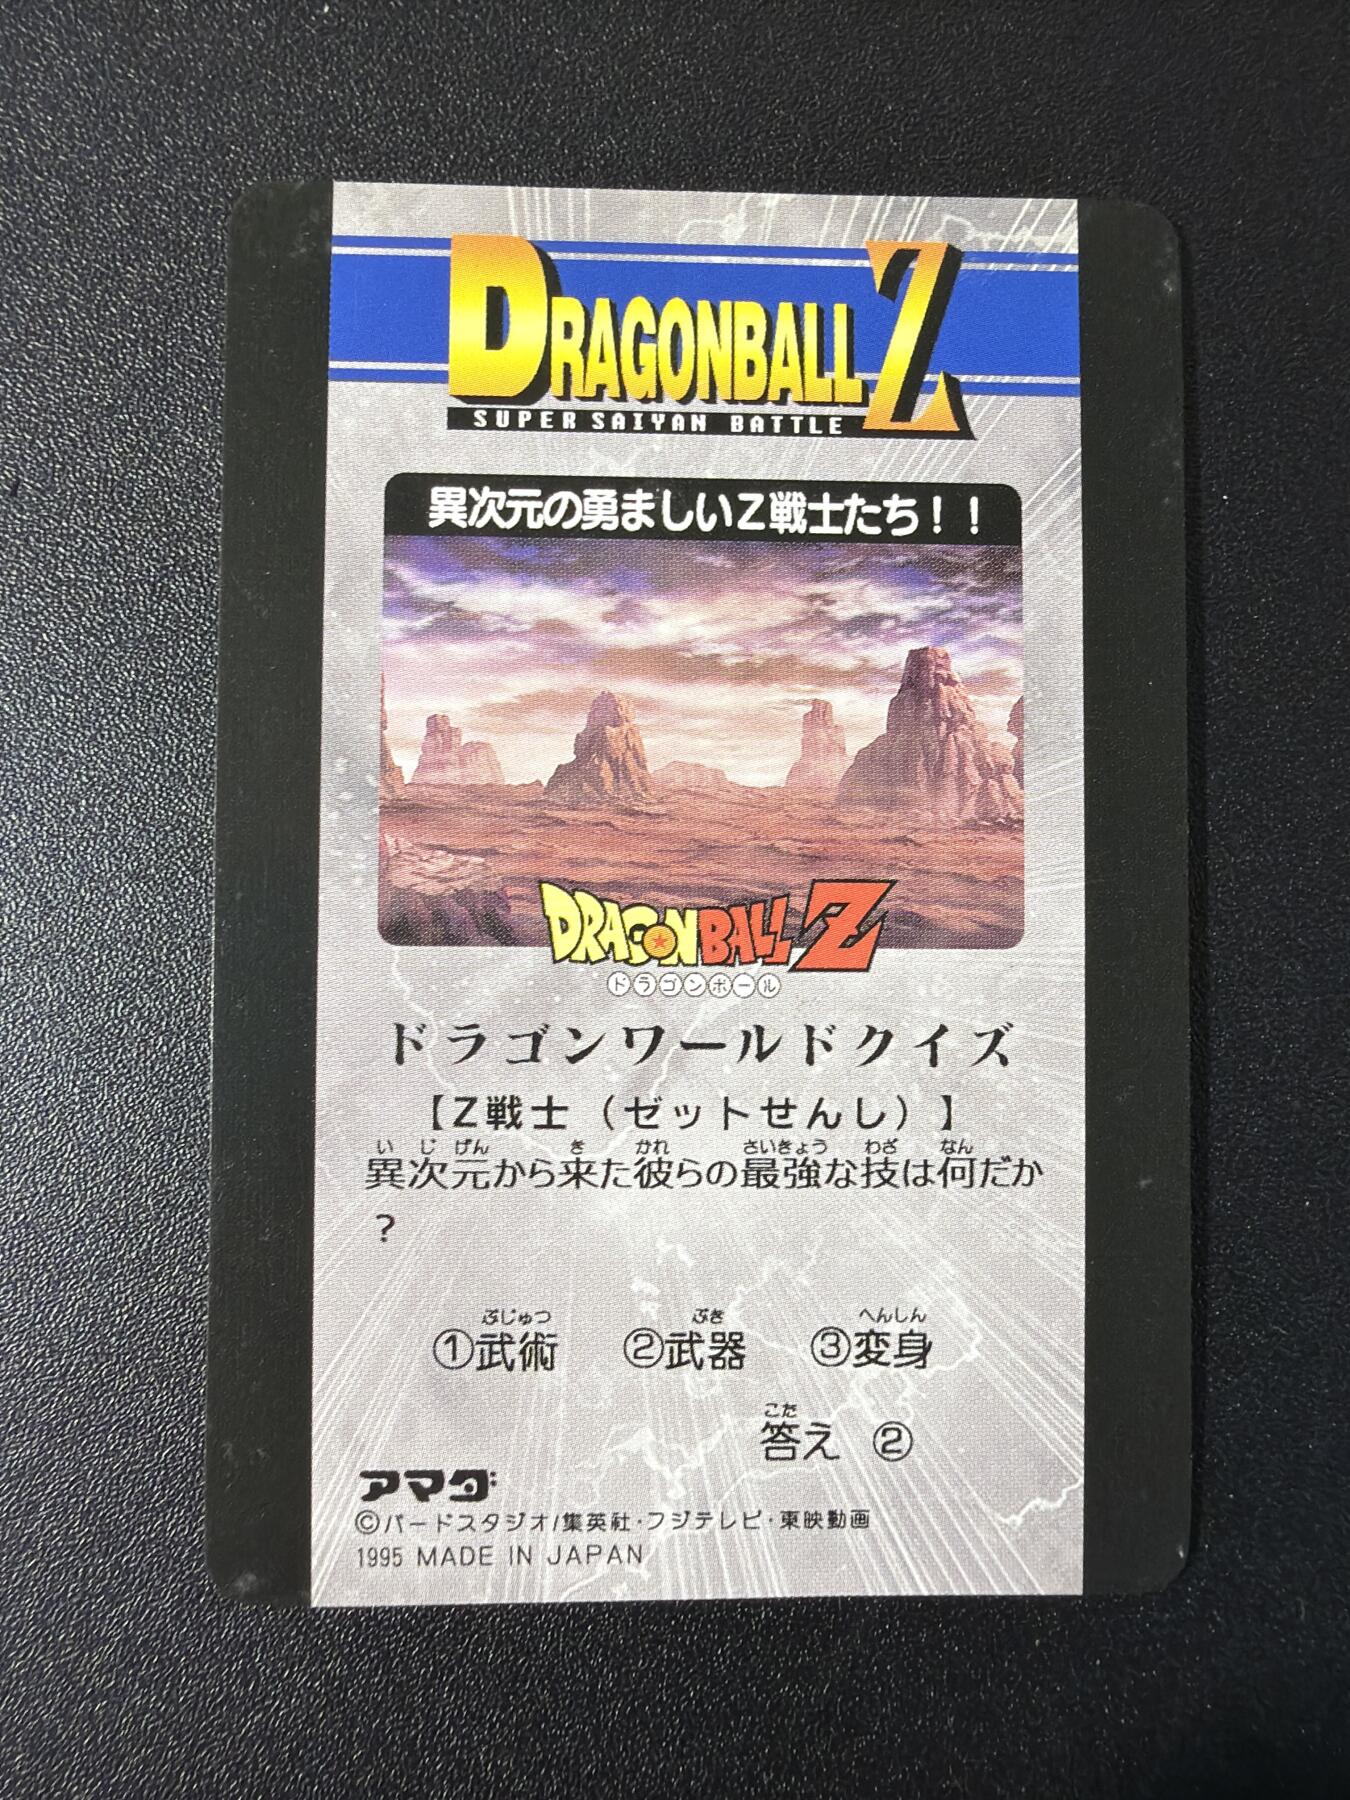 DRAGONBALL Z
SUPER SAIYAN BATTLE
異次元の勇ましいZ戦士たち！！
DRAGON BALL Z
ドラゴンボール
ドラゴンワールドクイズ
【Z戦士（ゼットせんし）】
いじげん き かれ さいきょう わざ なん
異次元から来た彼らの最強な技は何だか
？
ぶじゅつ ぶき へんしん
①武術 ②武器 ③変身
こた
答え ②
アマダ
©バードスタジオ/集英社・フジテレビ・東映動画
1995 MADE IN JAPAN